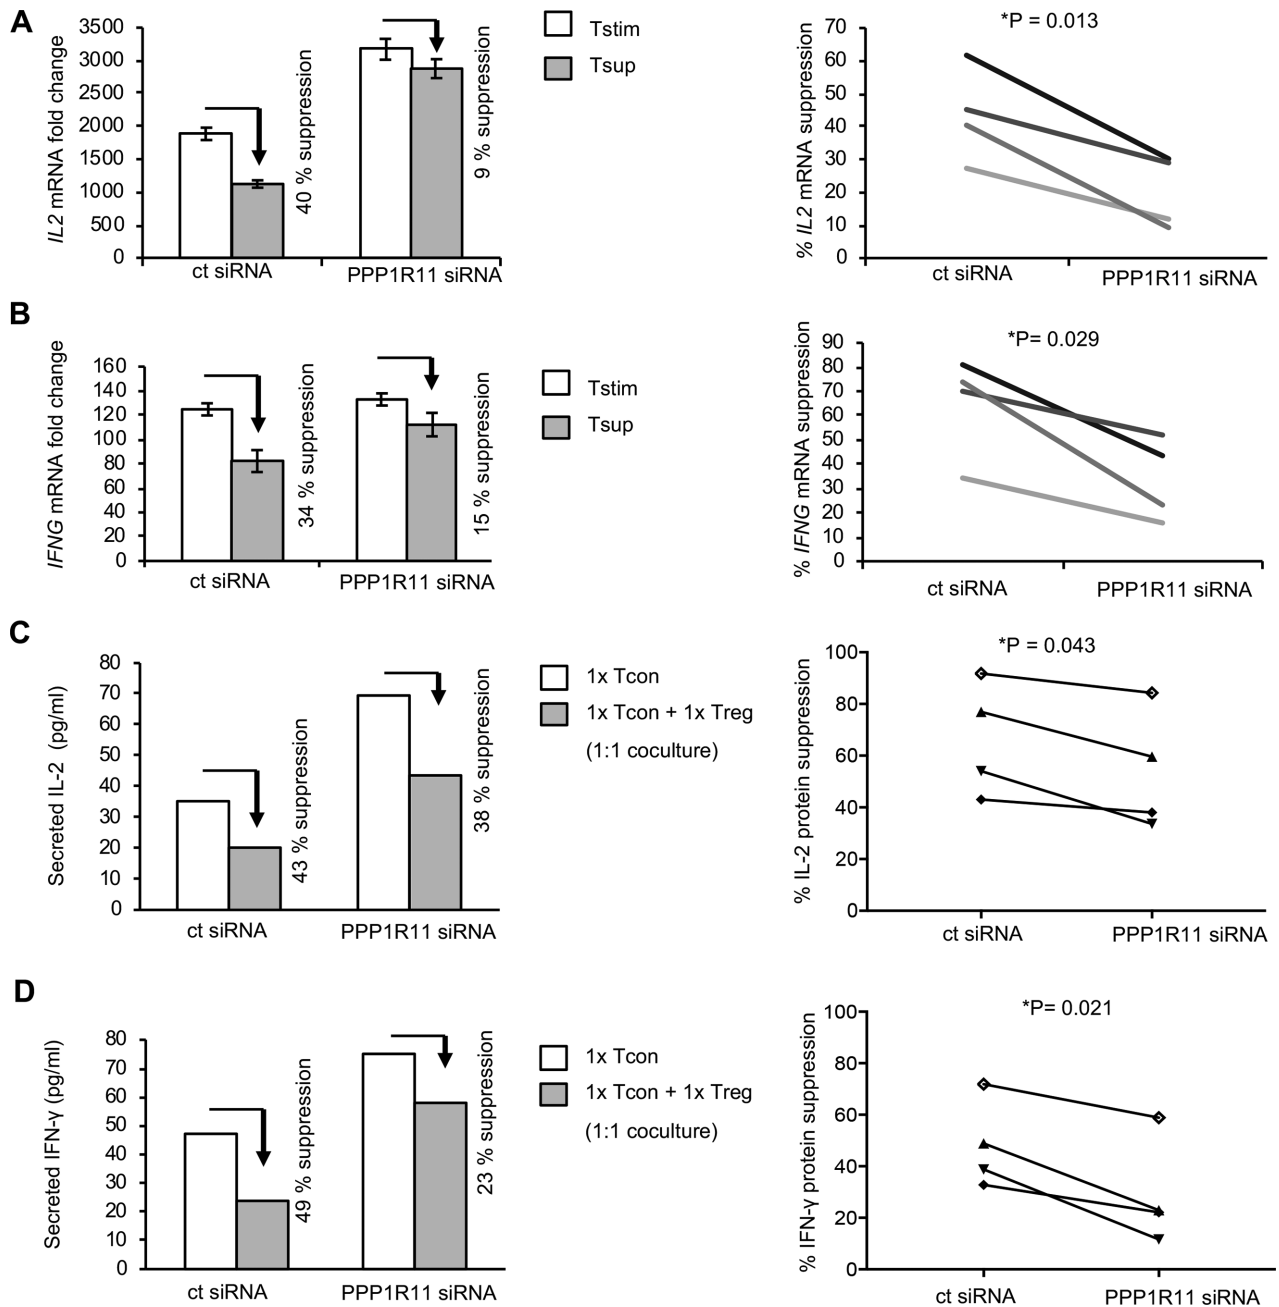 A
IL2 mRNA fold change
3500
3000
2500
2000
1500
1000
500
0
40 % suppression
9 % suppression
ct siRNA
PPP1R11 siRNA
Tstim
Tsup
*P = 0.013
% IL2 mRNA suppression
70
60
50
40
30
20
10
0
ct siRNA
PPP1R11 siRNA
B
IFNG mRNA fold change
160
140
120
100
80
60
40
20
0
34 % suppression
15 % suppression
ct siRNA
PPP1R11 siRNA
Tstim
Tsup
*P= 0.029
% IFNG mRNA suppression
90
80
70
60
50
40
30
20
10
0
ct siRNA
PPP1R11 siRNA
C
Secreted IL-2 (pg/ml)
80
70
60
50
40
30
20
10
0
43 % suppression
38 % suppression
ct siRNA
PPP1R11 siRNA
1x Tcon
1x Tcon + 1x Treg
(1:1 coculture)
*P = 0.043
% IL-2 protein suppression
100
80
60
40
20
0
ct siRNA
PPP1R11 siRNA
D
Secreted IFN-γ (pg/ml)
80
70
60
50
40
30
20
10
0
49 % suppression
23 % suppression
ct siRNA
PPP1R11 siRNA
1x Tcon
1x Tcon + 1x Treg
(1:1 coculture)
*P= 0.021
% IFN-γ protein suppression
100
80
60
40
20
0
ct siRNA
PPP1R11 siRNA